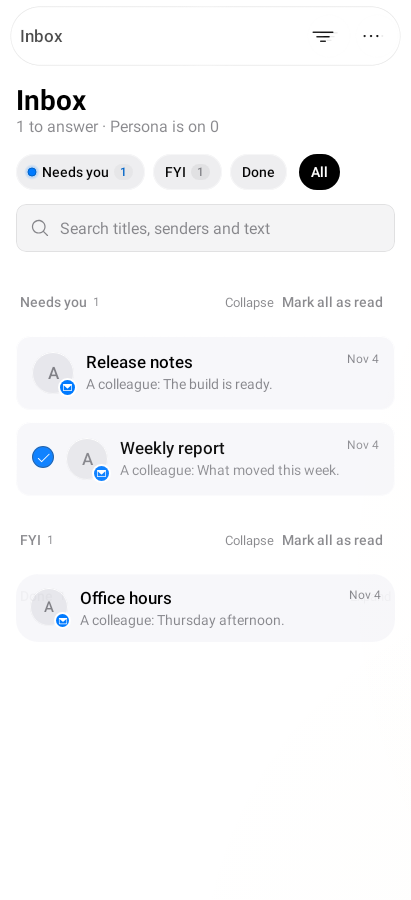 Inbox
Inbox
1 to answer · Persona is on 0
Needs you 1 FYI 1 Done All
Search titles, senders and text
Needs you 1 Collapse Mark all as read
A Release notes Nov 4
A colleague: The build is ready.
A Weekly report Nov 4
A colleague: What moved this week.
FYI 1 Collapse Mark all as read
A Office hours Nov 4
A colleague: Thursday afternoon.